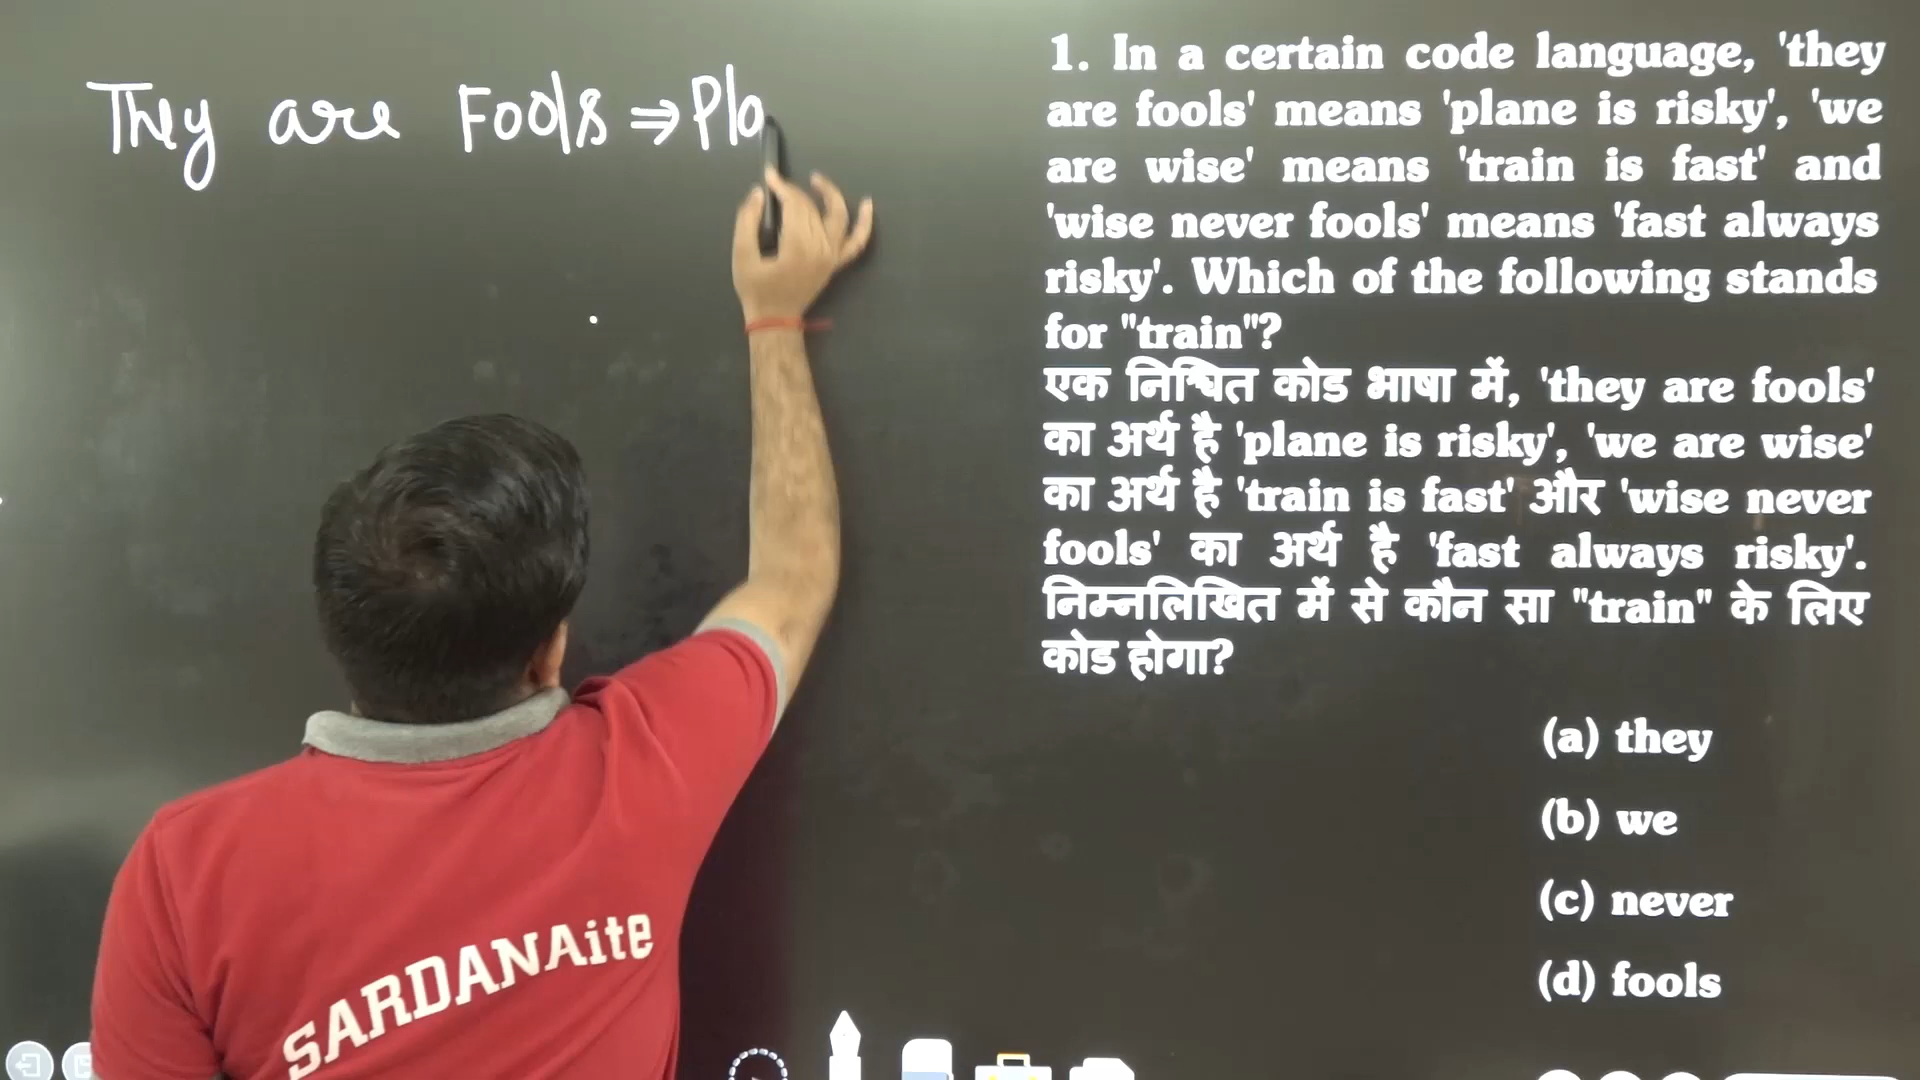 They are Fools ⇒ Pla
1. In a certain code language, 'they
are fools' means 'plane is risky', 'we
are wise' means 'train is fast' and
'wise never fools' means 'fast always
risky'. Which of the following stands
for "train"?
एक निश्चित कोड भाषा में, 'they are fools'
का अर्थ है 'plane is risky', 'we are wise'
का अर्थ है 'train is fast' और 'wise never
fools' का अर्थ है 'fast always risky'.
निम्नलिखित में से कौन सा "train" के लिए
कोड होगा?
(a) they
(b) we
(c) never
(d) fools
SARDANAite